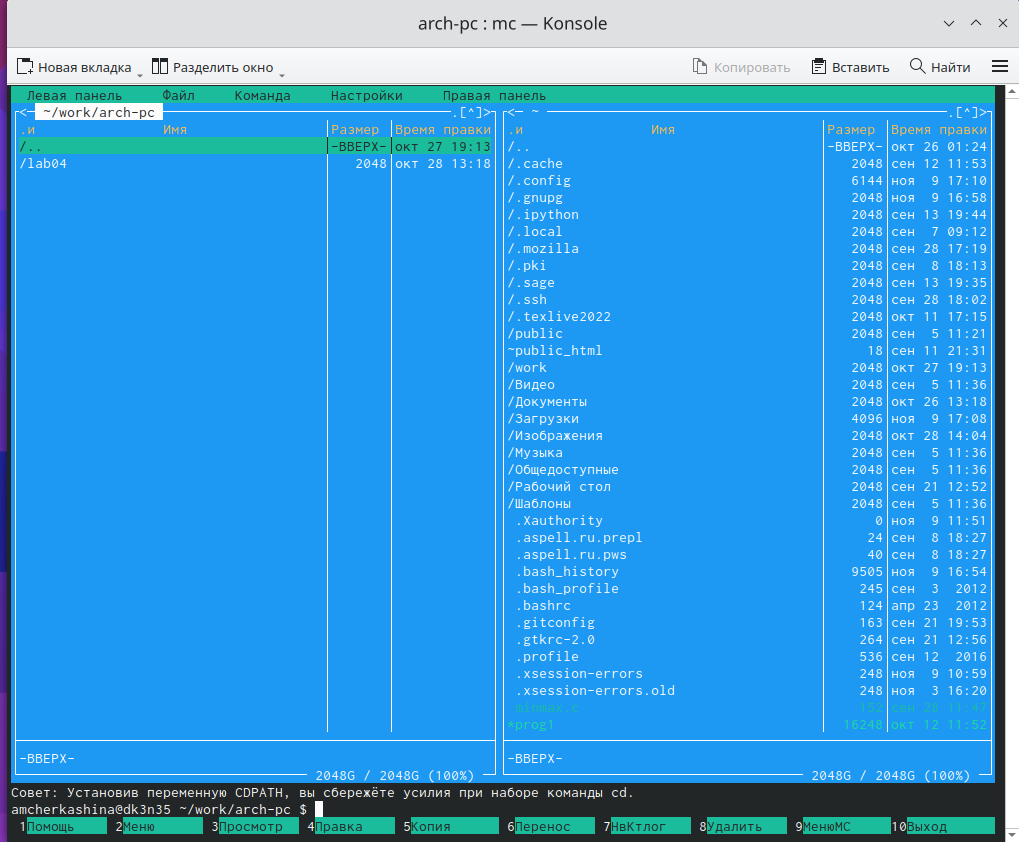 arch-pc : mc — Konsole
Новая вкладка Разделить окно Копировать Вставить Найти
Левая панель Файл Команда Настройки Правая панель
<─ ~/work/arch-pc ─.[^]>
.и Имя Размер Время правки
/.. -ВВЕРХ- окт 27 19:13
/lab04 2048 окт 28 13:18
-ВВЕРХ-
2048G / 2048G (100%)
<─ ~ ─.[^]>
.и Имя Размер Время правки
/.. -ВВЕРХ- окт 26 01:24
/.cache 2048 сен 12 11:53
/.config 6144 ноя 9 17:10
/.gnupg 2048 ноя 9 16:58
/.ipython 2048 сен 13 19:44
/.local 2048 сен 7 09:12
/.mozilla 2048 сен 28 17:19
/.pki 2048 сен 8 18:13
/.sage 2048 сен 13 19:35
/.ssh 2048 сен 28 18:02
/.texlive2022 2048 окт 11 17:15
/public 2048 сен 5 11:21
~public_html 18 сен 11 21:31
/work 2048 окт 27 19:13
/Видео 2048 сен 5 11:36
/Документы 2048 окт 26 13:18
/Загрузки 4096 ноя 9 17:08
/Изображения 2048 окт 28 14:04
/Музыка 2048 сен 5 11:36
/Общедоступные 2048 сен 5 11:36
/Рабочий стол 2048 сен 21 12:52
/Шаблоны 2048 сен 5 11:36
.Xauthority 0 ноя 9 11:51
.aspell.ru.prepl 24 сен 8 18:27
.aspell.ru.pws 40 сен 8 18:27
.bash_history 9505 ноя 9 16:54
.bash_profile 245 сен 3 2012
.bashrc 124 апр 23 2012
.gitconfig 163 сен 21 19:53
.gtkrc-2.0 264 сен 21 12:56
.profile 536 сен 12 2016
.xsession-errors 248 ноя 9 10:59
.xsession-errors.old 248 ноя 3 16:20
minmax.c 152 сен 28 11:47
*prog1 16248 окт 12 11:52
-ВВЕРХ-
2048G / 2048G (100%)
Совет: Установив переменную CDPATH, вы сбережёте усилия при наборе команды cd.
amcherkashina@dk3n35 ~/work/arch-pc $
1Помощь 2Меню 3Просмотр 4Правка 5Копия 6Перенос 7НвКтлог 8Удалить 9МенюМС 10Выход